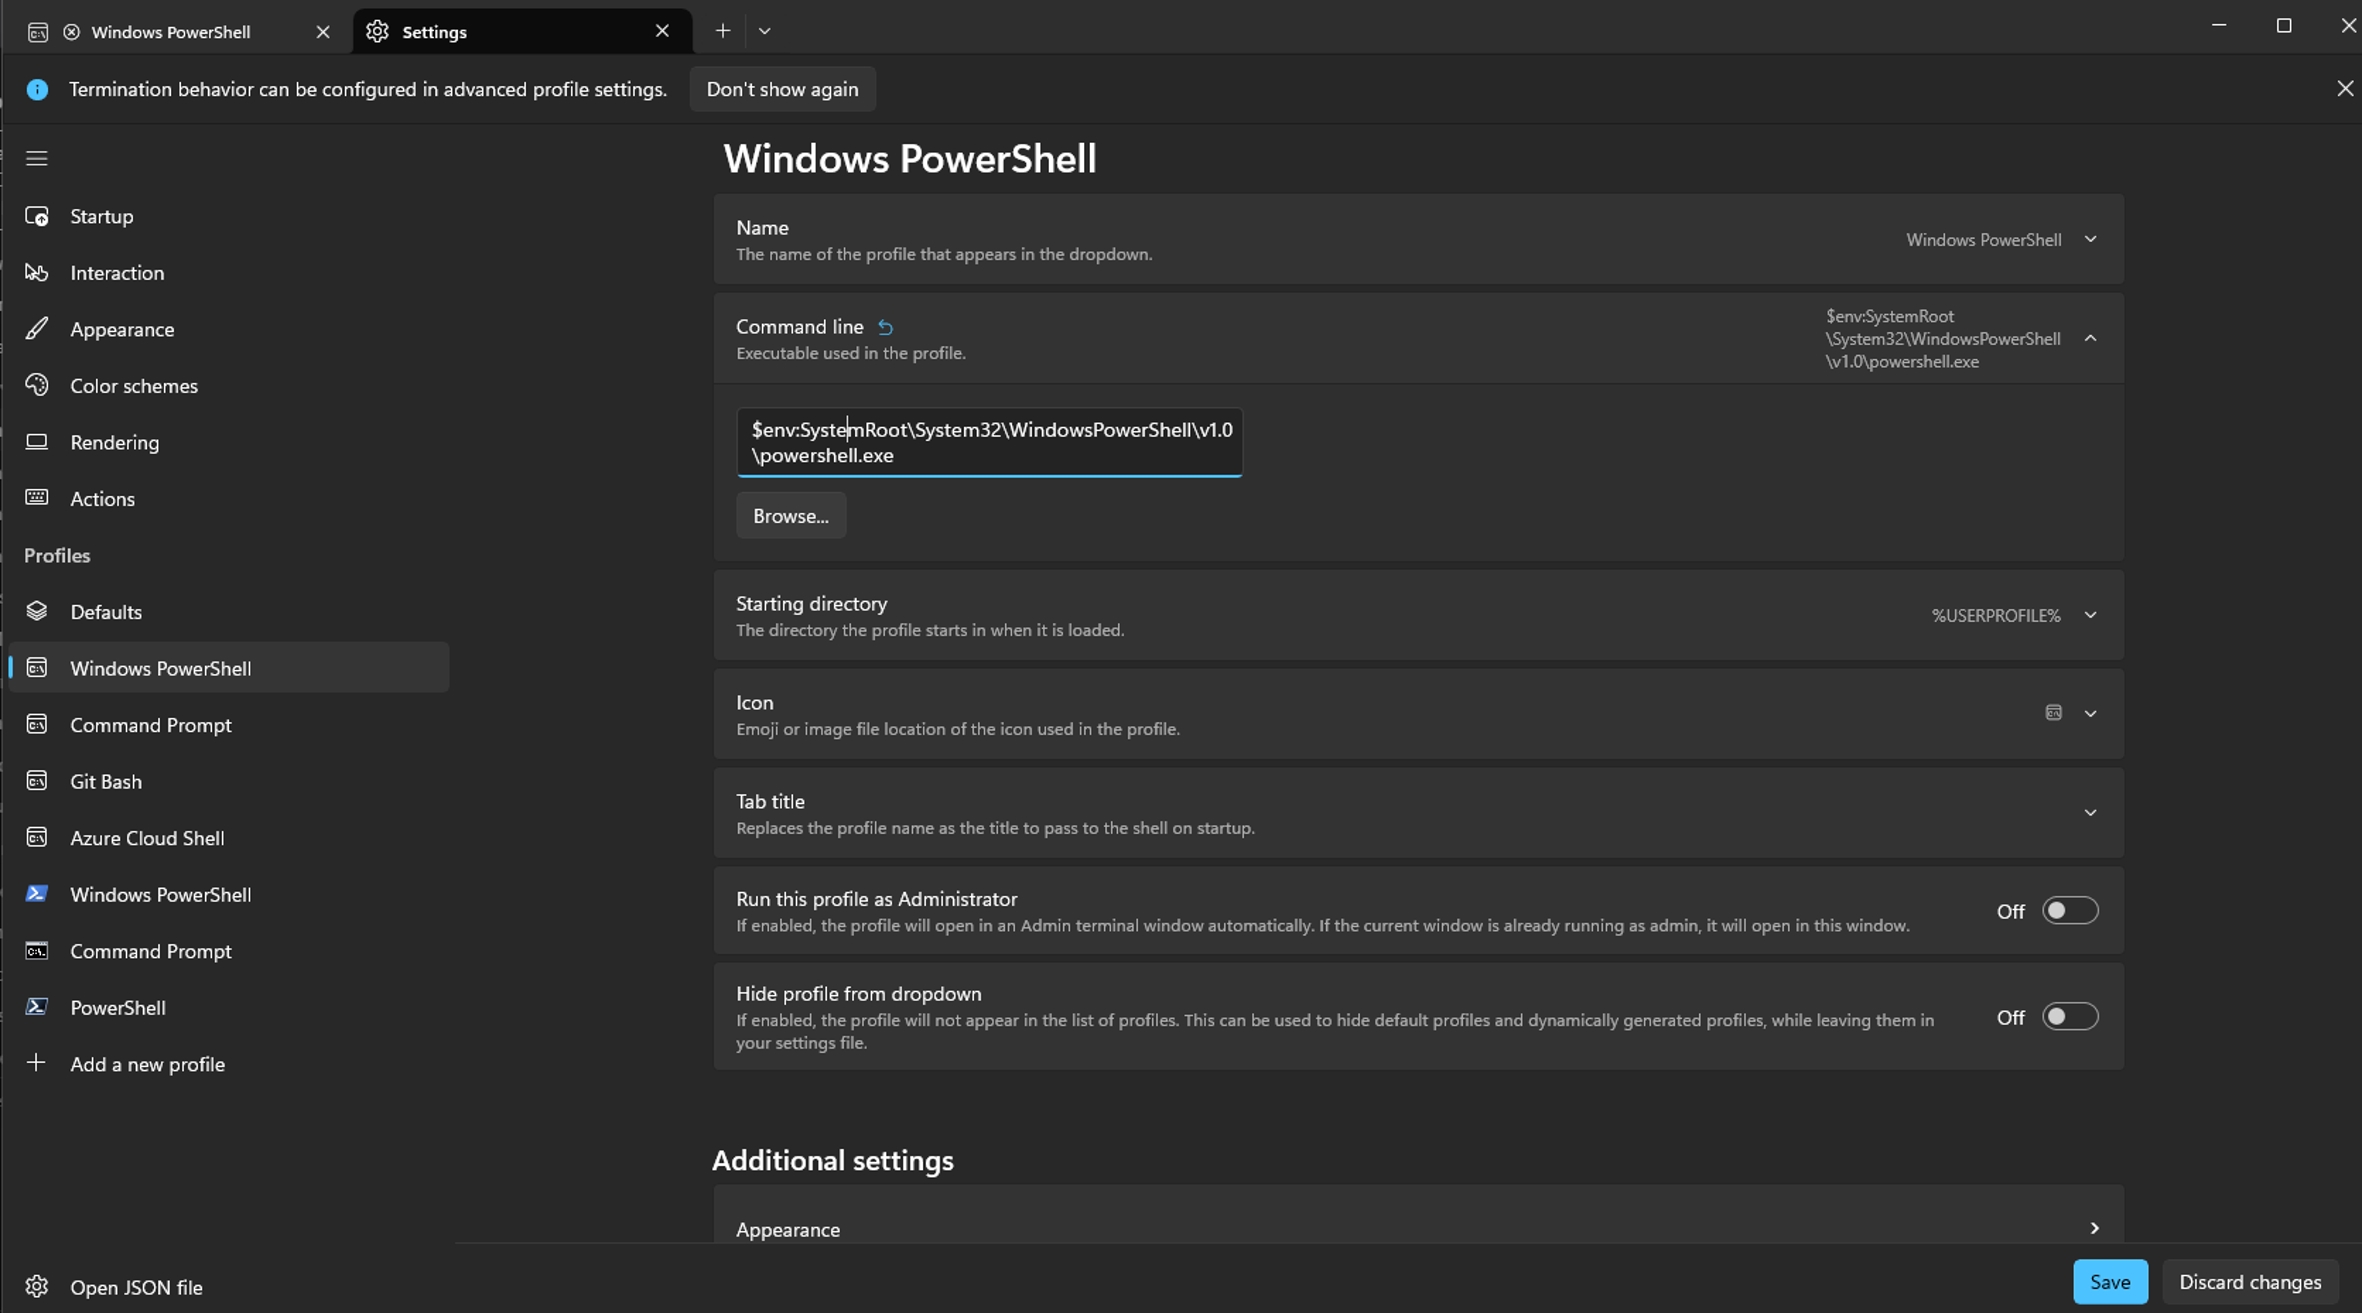 Windows PowerShell
Settings
Termination behavior can be configured in advanced profile settings.
Don't show again
Startup
Interaction
Appearance
Color schemes
Rendering
Actions
Profiles
Defaults
Windows PowerShell
Command Prompt
Git Bash
Azure Cloud Shell
Windows PowerShell
Command Prompt
PowerShell
Add a new profile
Open JSON file
Windows PowerShell
Name
The name of the profile that appears in the dropdown.
Windows PowerShell
Command line
Executable used in the profile.
$env:SystemRoot
\System32\WindowsPowerShell
\v1.0\powershell.exe
$env:SystemRoot\System32\WindowsPowerShell\v1.0
\powershell.exe
Browse...
Starting directory
The directory the profile starts in when it is loaded.
%USERPROFILE%
Icon
Emoji or image file location of the icon used in the profile.
Tab title
Replaces the profile name as the title to pass to the shell on startup.
Run this profile as Administrator
If enabled, the profile will open in an Admin terminal window automatically. If the current window is already running as admin, it will open in this window.
Off
Hide profile from dropdown
If enabled, the profile will not appear in the list of profiles. This can be used to hide default profiles and dynamically generated profiles, while leaving them in
your settings file.
Off
Additional settings
Appearance
Save
Discard changes